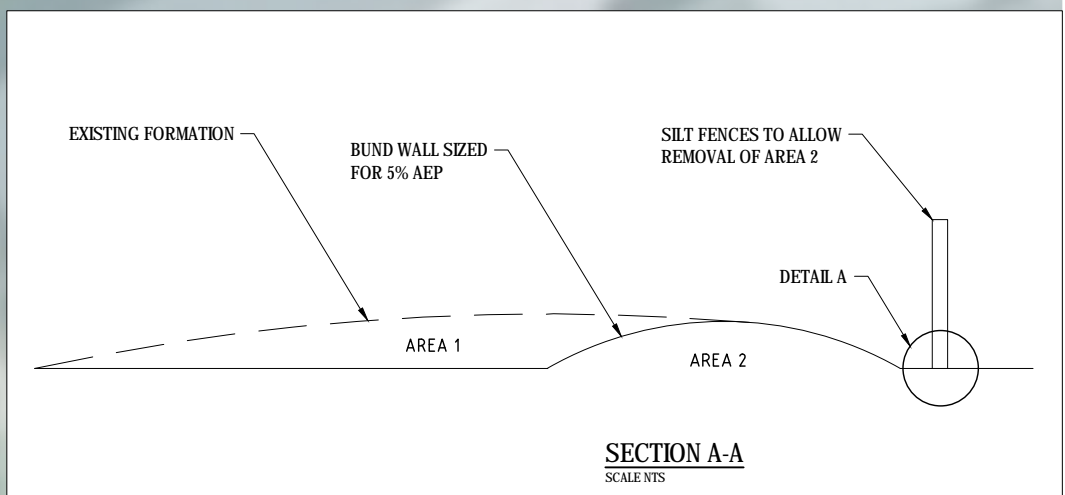 EXISTING FORMATION
BUND WALL SIZED
FOR 5% AEP
SILT FENCES TO ALLOW
REMOVAL OF AREA 2
DETAIL A
AREA 1
AREA 2
SECTION A-A
SCALE NTS